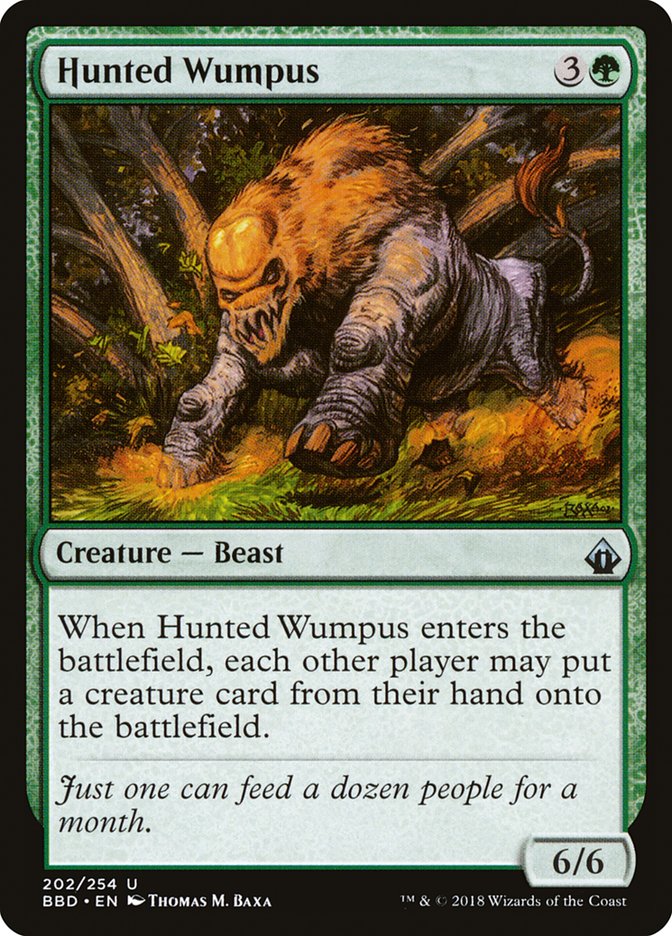 Hunted Wumpus 3
BAXA
Creature — Beast
When Hunted Wumpus enters the
battlefield, each other player may put
a creature card from their hand onto
the battlefield.
Just one can feed a dozen people for a
month.
6/6
202/254 U
BBD • EN Thomas M. Baxa
™ & © 2018 Wizards of the Coast